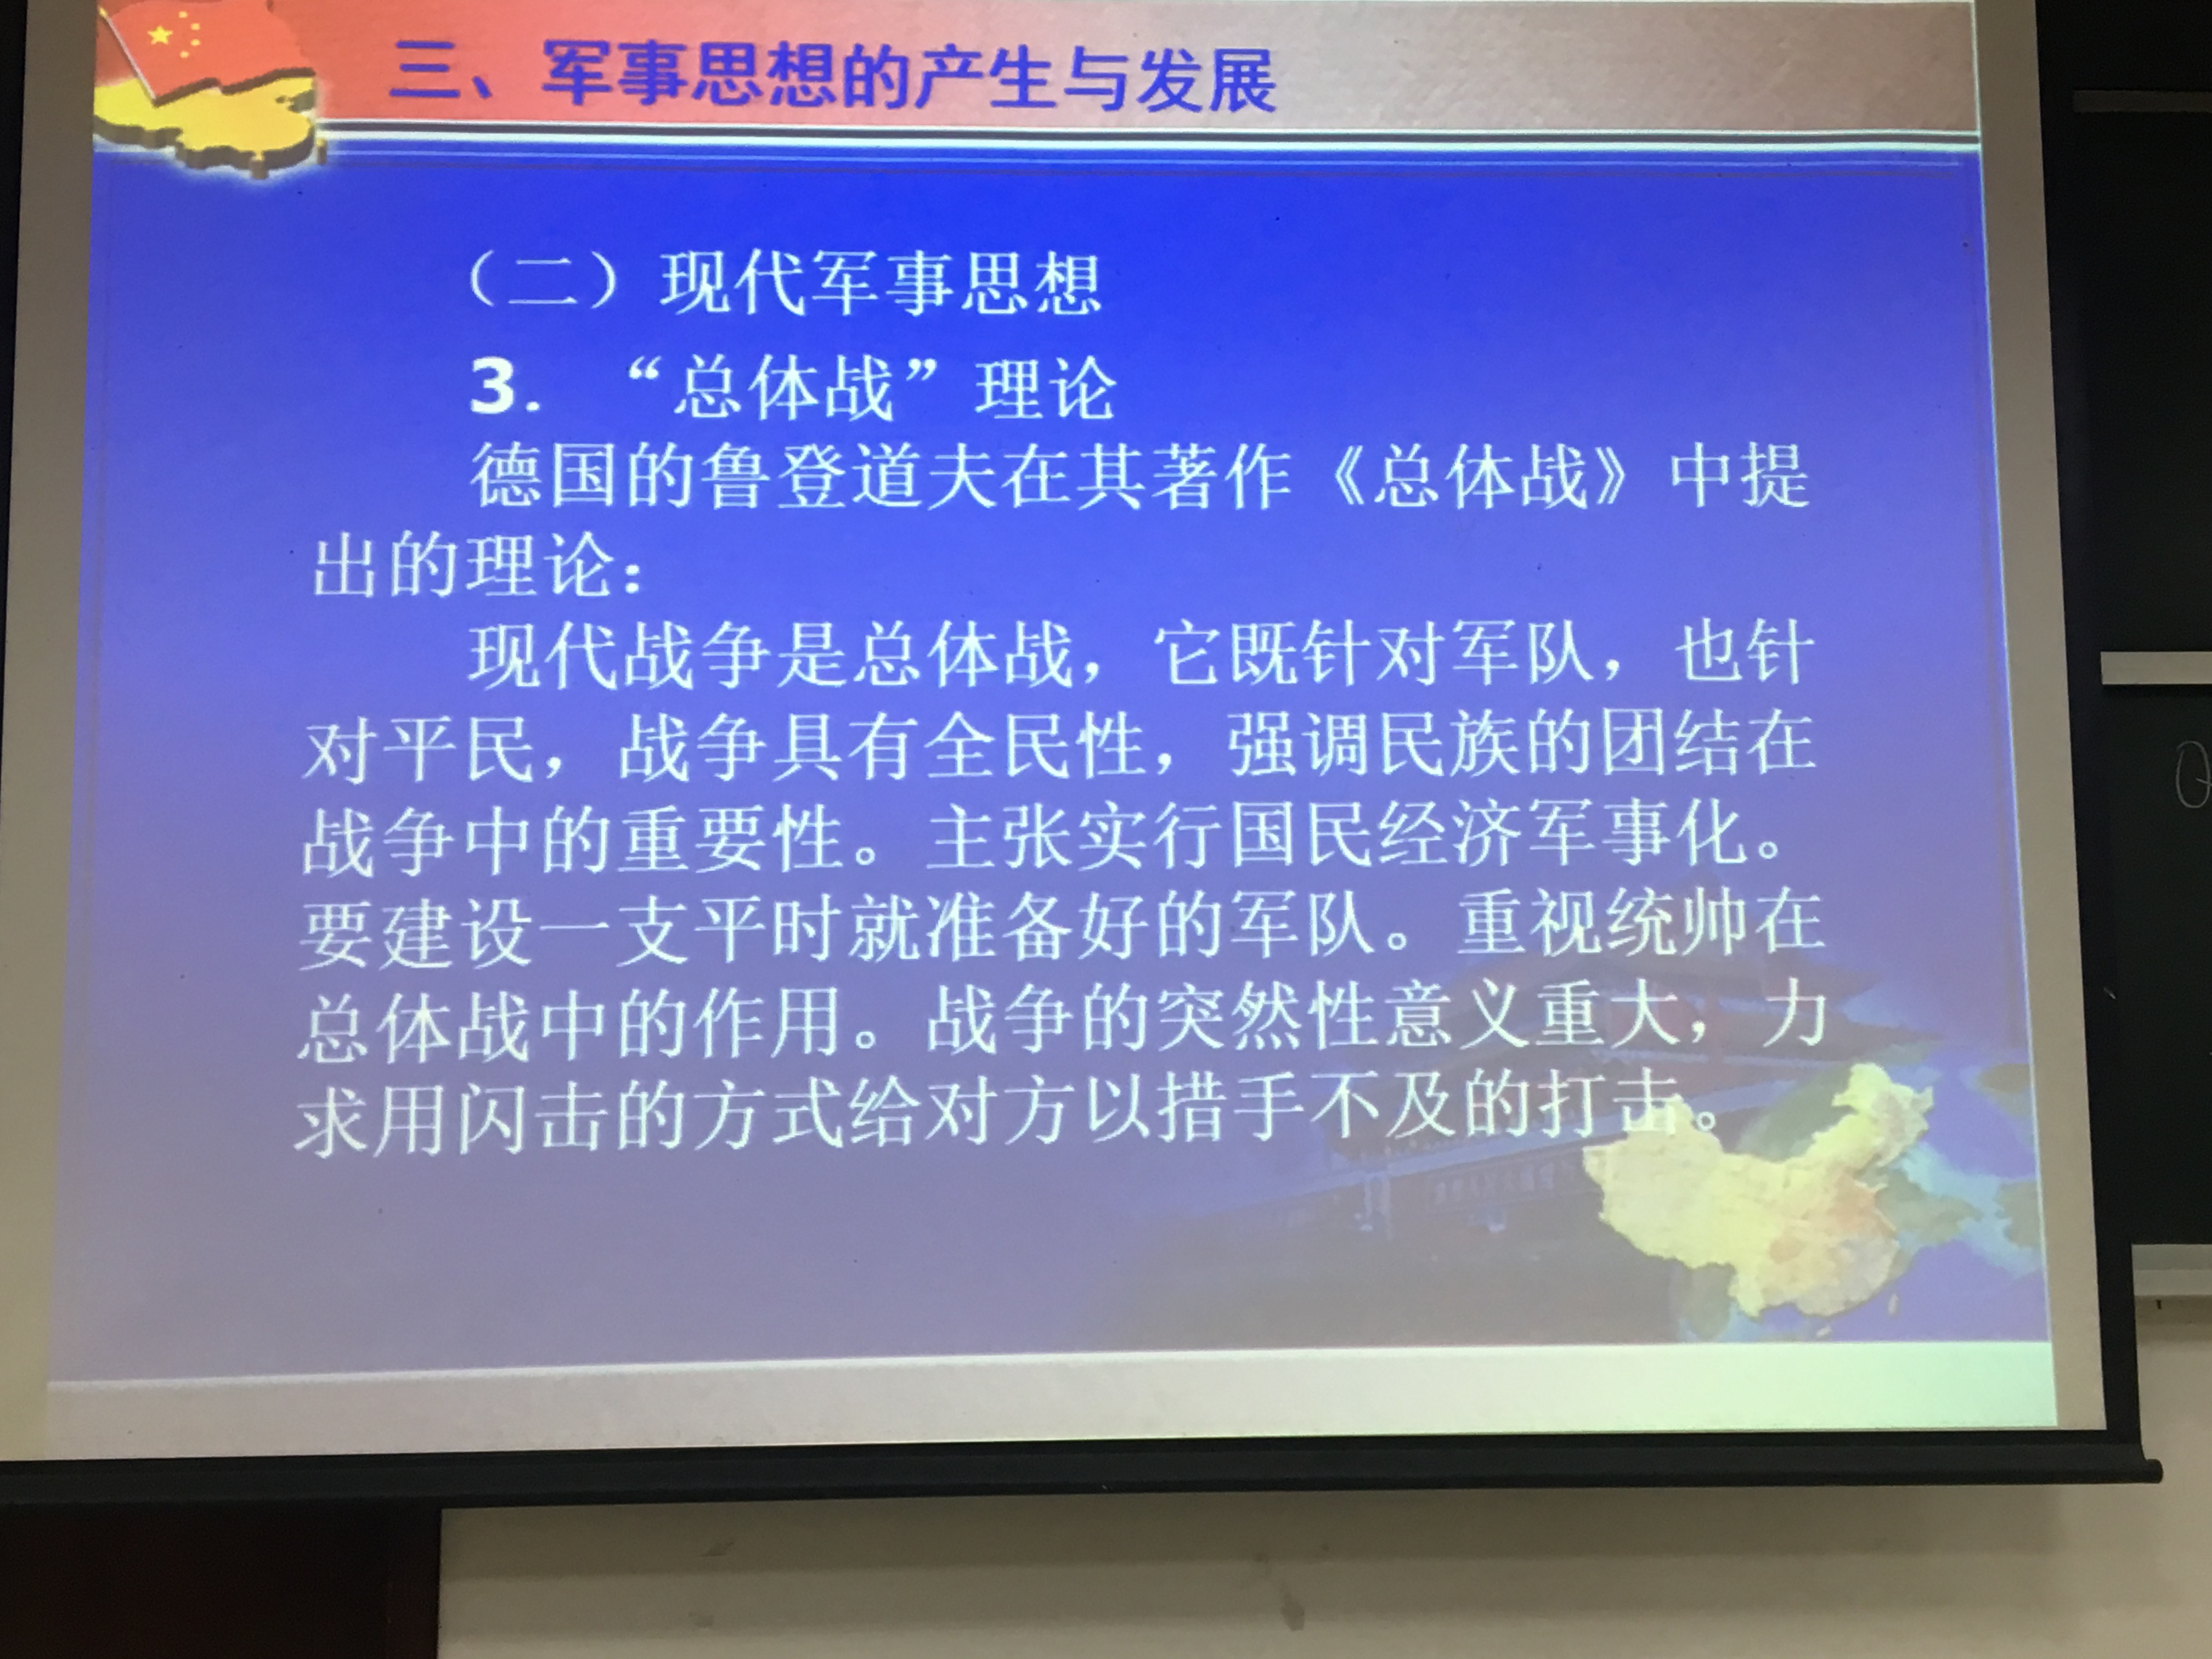 三、军事思想的产生与发展
（二）现代军事思想
3. “总体战”理论
德国的鲁登道夫在其著作《总体战》中提
出的理论：
现代战争是总体战，它既针对军队，也针
对平民，战争具有全民性，强调民族的团结在
战争中的重要性。主张实行国民经济军事化。
要建设一支平时就准备好的军队。重视统帅在
总体战中的作用。战争的突然性意义重大，力
求用闪击的方式给对方以措手不及的打击。